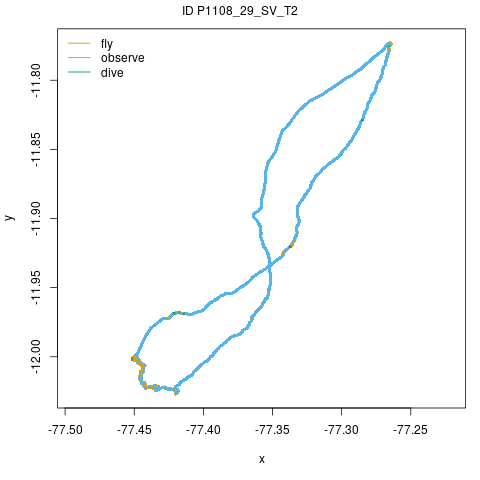 ID P1108_29_SV_T2
fly
observe
dive
-11.80
-11.85
-11.90
-11.95
-12.00
y
-77.50
-77.45
-77.40
-77.35
-77.30
-77.25
x